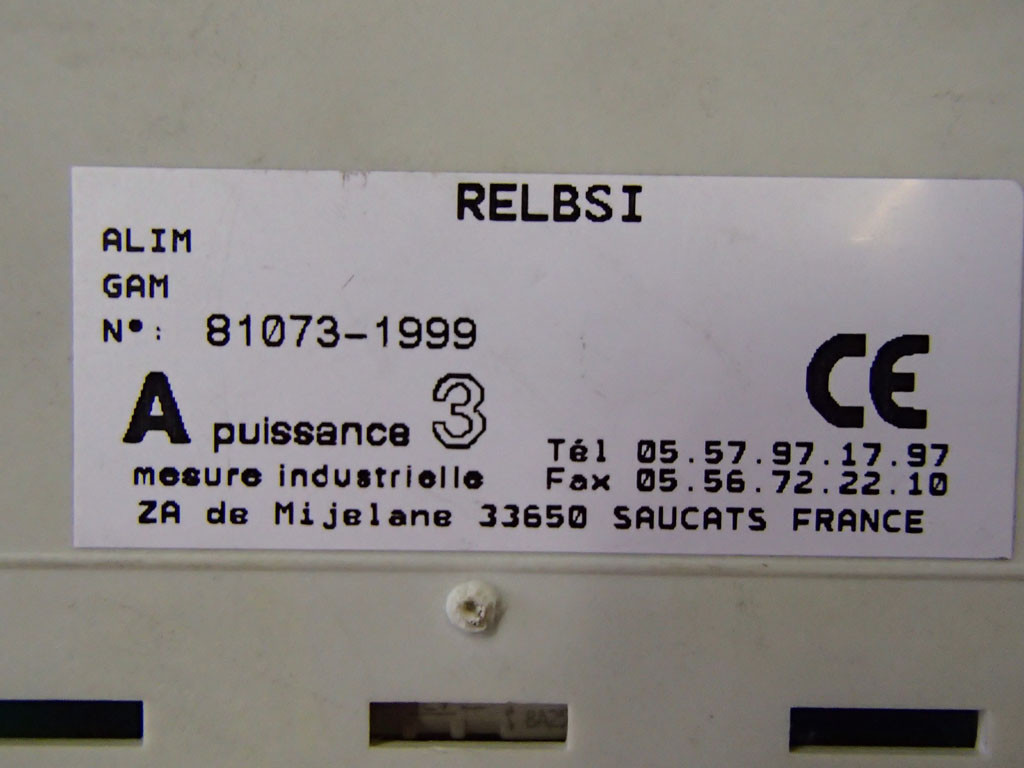 RELBSI
ALIM
GAM
N°: 81073-1999
CE
A puissance 3
mesure industrielle
Tél 05.57.97.17.97
Fax 05.56.72.22.10
ZA de Mijelane 33650 SAUCATS FRANCE